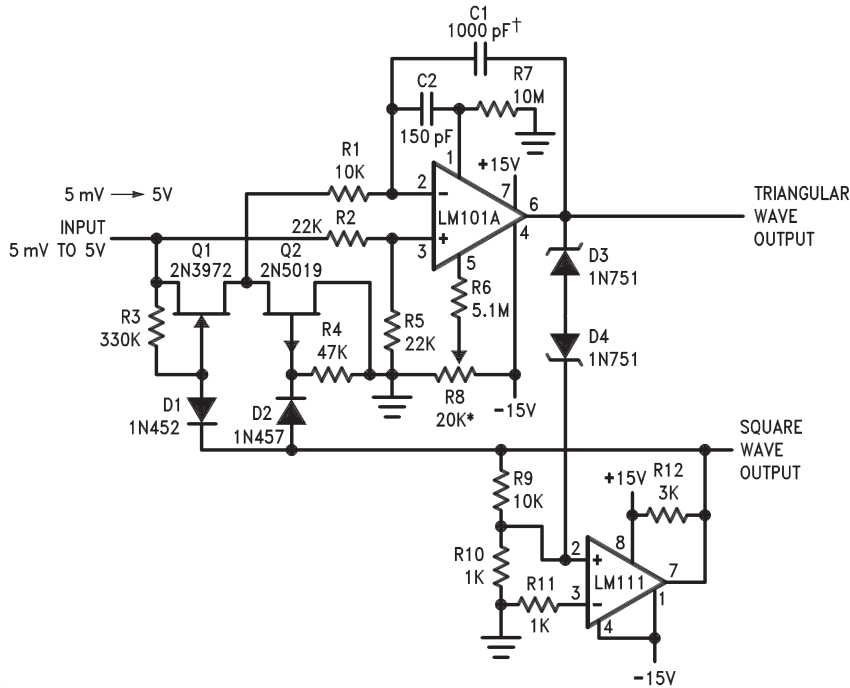 C1
1000 pF†
C2
150 pF
R7
10M
R1
10K
1
+15V
5 mV → 5V
2
–
7
6
TRIANGULAR
WAVE
OUTPUT
LM101A
INPUT
5 mV TO 5V
22K
R2
+
3
4
5
Q1
2N3972
Q2
2N5019
D3
1N751
R6
5.1M
R3
330K
R4
47K
R5
22K
D4
1N751
R8
20K*
–15V
D1
1N452
D2
1N457
SQUARE
WAVE
OUTPUT
R9
10K
+15V
R12
3K
8
2
+
R10
1K
R11
1K
3
–
LM111
7
1
4
–15V